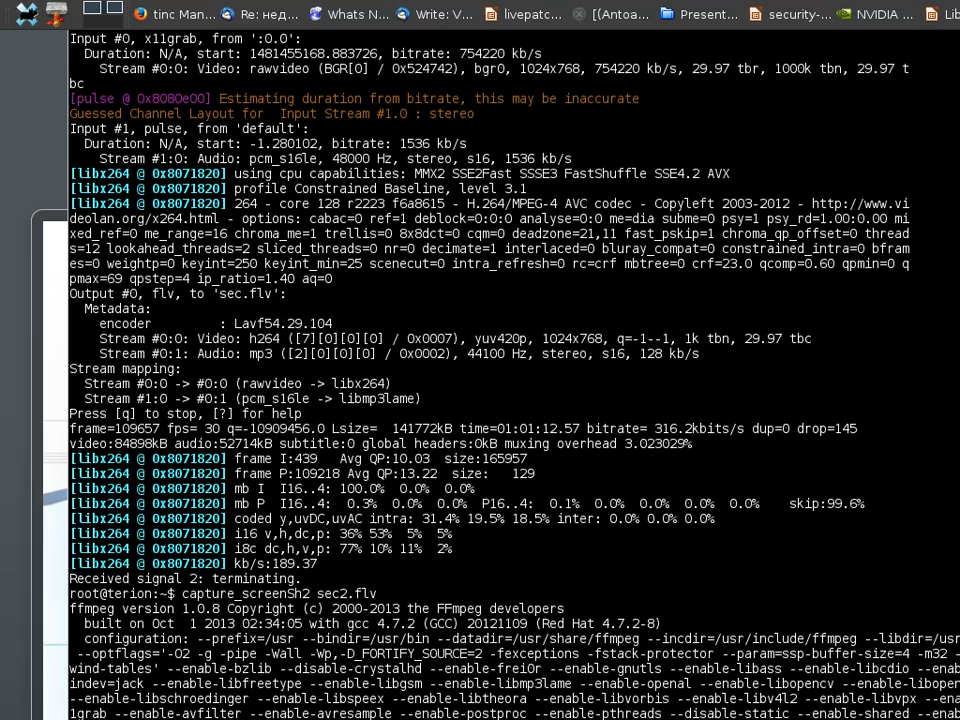 tinc Man... Re: нед... Whats N... Write: V... livepatc... [(Antoa... Present... security-... NVIDIA ... Lib
Input #0, x11grab, from ':0.0':
Duration: N/A, start: 1481455168.883726, bitrate: 754220 kb/s
Stream #0:0: Video: rawvideo (BGR[0] / 0x524742), bgr0, 1024x768, 754220 kb/s, 29.97 tbr, 1000k tbn, 29.97 t
bc
[pulse @ 0x8080e00] Estimating duration from bitrate, this may be inaccurate
Guessed Channel Layout for  Input Stream #1.0 : stereo
Input #1, pulse, from 'default':
Duration: N/A, start: -1.280102, bitrate: 1536 kb/s
Stream #1:0: Audio: pcm_s16le, 48000 Hz, stereo, s16, 1536 kb/s
[libx264 @ 0x8071820] using cpu capabilities: MMX2 SSE2Fast SSSE3 FastShuffle SSE4.2 AVX
[libx264 @ 0x8071820] profile Constrained Baseline, level 3.1
[libx264 @ 0x8071820] 264 - core 128 r2223 f6a8615 - H.264/MPEG-4 AVC codec - Copyleft 2003-2012 - http://www.vi
deolan.org/x264.html - options: cabac=0 ref=1 deblock=0:0:0 analyse=0:0 me=dia subme=0 psy=1 psy_rd=1.00:0.00 mi
xed_ref=0 me_range=16 chroma_me=1 trellis=0 8x8dct=0 cqm=0 deadzone=21,11 fast_pskip=1 chroma_qp_offset=0 thread
s=12 lookahead_threads=2 sliced_threads=0 nr=0 decimate=1 interlaced=0 bluray_compat=0 constrained_intra=0 bfram
es=0 weightp=0 keyint=250 keyint_min=25 scenecut=0 intra_refresh=0 rc=crf mbtree=0 crf=23.0 qcomp=0.60 qpmin=0 q
pmax=69 qpstep=4 ip_ratio=1.40 aq=0
Output #0, flv, to 'sec.flv':
Metadata:
encoder         : Lavf54.29.104
Stream #0:0: Video: h264 ([7][0][0][0] / 0x0007), yuv420p, 1024x768, q=-1--1, 1k tbn, 29.97 tbc
Stream #0:1: Audio: mp3 ([2][0][0][0] / 0x0002), 44100 Hz, stereo, s16, 128 kb/s
Stream mapping:
Stream #0:0 -> #0:0 (rawvideo -> libx264)
Stream #1:0 -> #0:1 (pcm_s16le -> libmp3lame)
Press [q] to stop, [?] for help
frame=109657 fps= 30 q=-10909456.0 Lsize=  141772kB time=01:01:12.57 bitrate= 316.2kbits/s dup=0 drop=145
video:84898kB audio:52714kB subtitle:0 global headers:0kB muxing overhead 3.023029%
[libx264 @ 0x8071820] frame I:439   Avg QP:10.03  size:165957
[libx264 @ 0x8071820] frame P:109218 Avg QP:13.22  size:   129
[libx264 @ 0x8071820] mb I  I16..4: 100.0%  0.0%  0.0%
[libx264 @ 0x8071820] mb P  I16..4:  0.3%  0.0%  0.0%  P16..4:  0.1%  0.0%  0.0%  0.0%  0.0%    skip:99.6%
[libx264 @ 0x8071820] coded y,uvDC,uvAC intra: 31.4% 19.5% 18.5% inter: 0.0% 0.0% 0.0%
[libx264 @ 0x8071820] i16 v,h,dc,p: 36% 53%  5%  5%
[libx264 @ 0x8071820] i8c dc,h,v,p: 77% 10% 11%  2%
[libx264 @ 0x8071820] kb/s:189.37
Received signal 2: terminating.
root@terion:~$ capture_screenSh2 sec2.flv
ffmpeg version 1.0.8 Copyright (c) 2000-2013 the FFmpeg developers
built on Oct  1 2013 02:34:05 with gcc 4.7.2 (GCC) 20121109 (Red Hat 4.7.2-8)
configuration: --prefix=/usr --bindir=/usr/bin --datadir=/usr/share/ffmpeg --incdir=/usr/include/ffmpeg --libdir=/usr
--optflags='-O2 -g -pipe -Wall -Wp,-D_FORTIFY_SOURCE=2 -fexceptions -fstack-protector --param=ssp-buffer-size=4 -m32 -
wind-tables' --enable-bzlib --disable-crystalhd --enable-frei0r --enable-gnutls --enable-libass --enable-libcdio --ena
indev=jack --enable-libfreetype --enable-libgsm --enable-libmp3lame --enable-openal --enable-libopencv --enable-libope
--enable-libschroedinger --enable-libspeex --enable-libtheora --enable-libvorbis --enable-libv4l2 --enable-libvpx --en
1grab --enable-avfilter --enable-avresample --enable-postproc --enable-pthreads --disable-static --enable-shared --ena